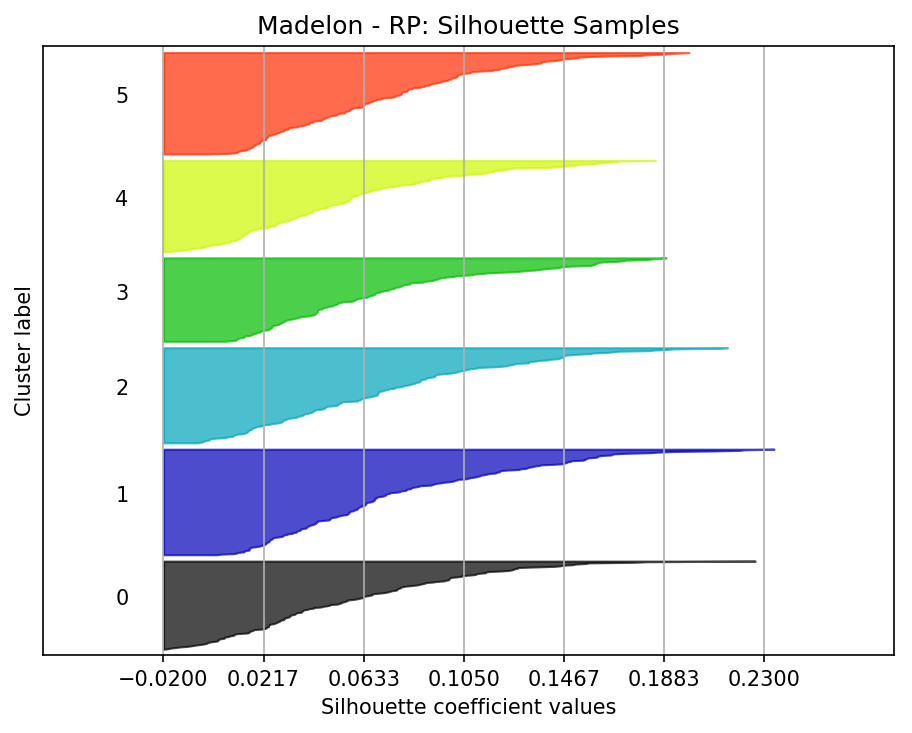 Madelon - RP: Silhouette Samples
5
4
3
2
1
0
Cluster label
−0.0200 0.0217 0.0633 0.1050 0.1467 0.1883 0.2300
Silhouette coefficient values